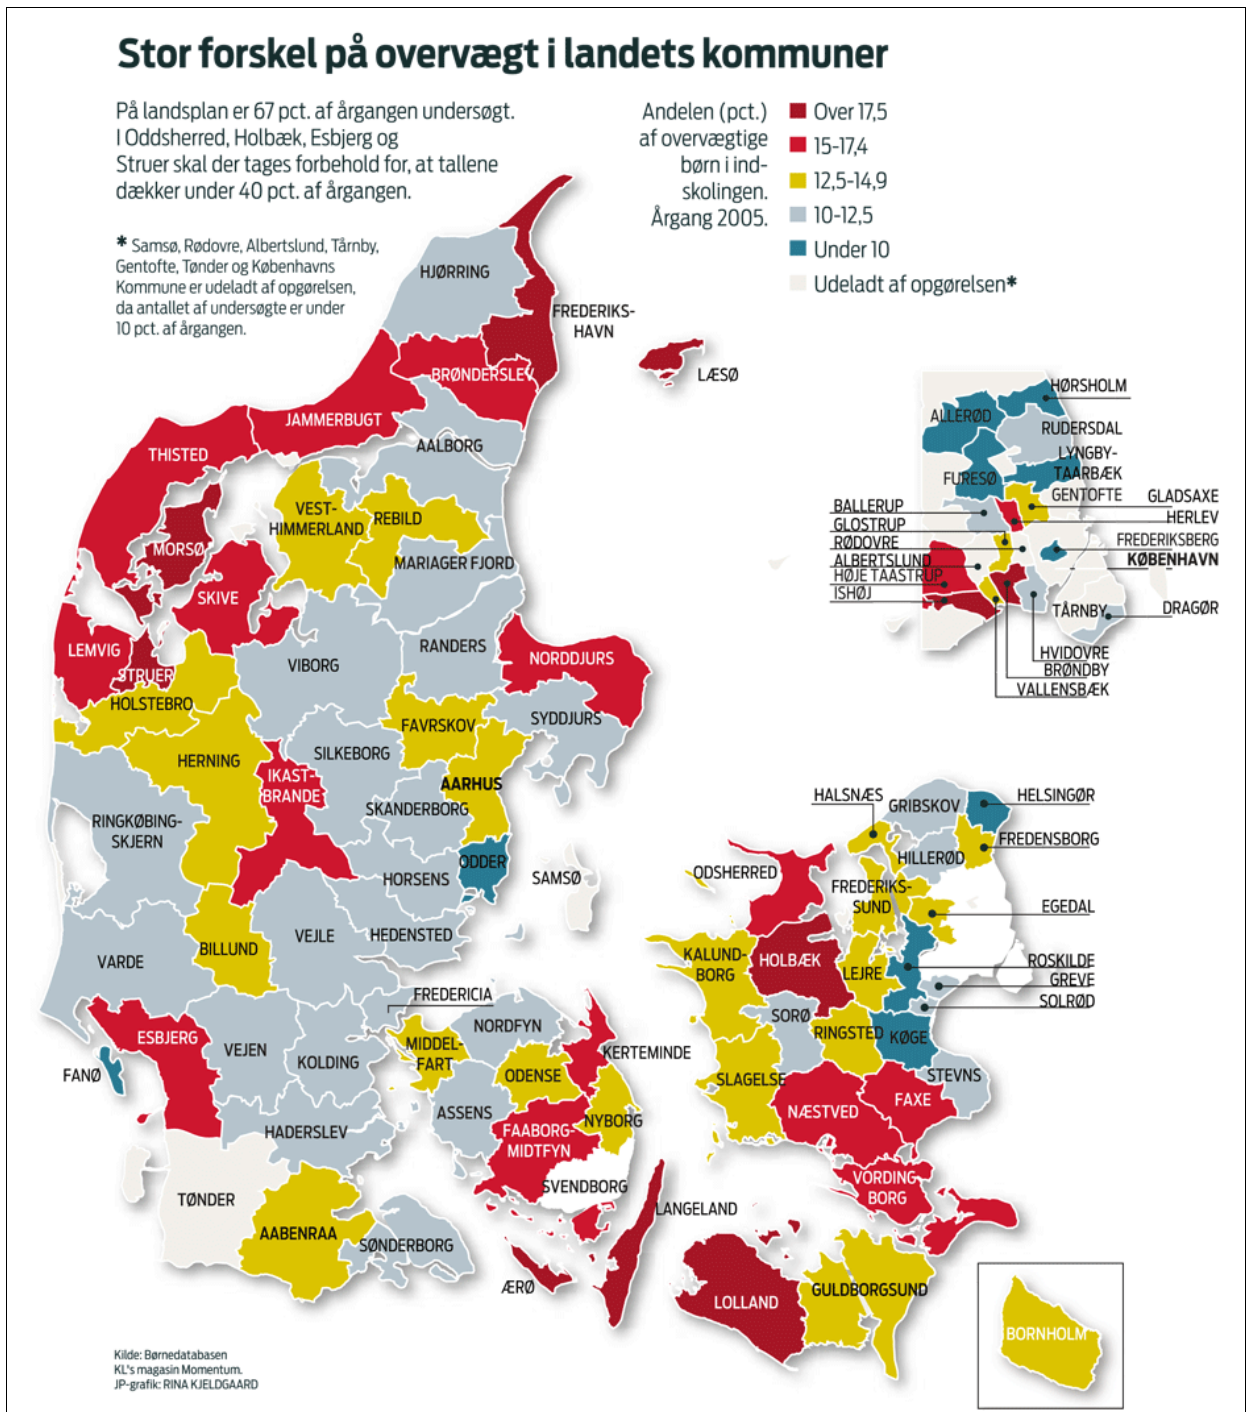 Stor forskel på overvægt i landets kommuner
På landsplan er 67 pct. af årgangen undersøgt.
I Oddsherred, Holbæk, Esbjerg og
Struer skal der tages forbehold for, at tallene
dækker under 40 pct. af årgangen.
* Samsø, Rødovre, Albertslund, Tårnby,
Gentofte, Tønder og Københavns
Kommune er udeladt af opgørelsen,
da antallet af undersøgte er under
10 pct. af årgangen.
Andelen (pct.)
af overvægtige
børn i ind-
skolingen.
Årgang 2005.
Over 17,5
15-17,4
12,5-14,9
10-12,5
Under 10
Udeladt af opgørelsen*
HJØRRING
FREDERIKS-
HAVN
LÆSØ
BRØNDERSLEV
JAMMERBUGT
AALBORG
THISTED
VEST-
HIMMERLAND
REBILD
MORSØ
MARIAGER FJORD
SKIVE
LEMVIG
STRUER
VIBORG
RANDERS
NORDDJURS
HOLSTEBRO
FAVRSKOV
SYDDJURS
HERNING
SILKEBORG
IKAST-
BRANDE
AARHUS
SKANDERBORG
RINGKØBING-
SKJERN
ODDER
HORSENS
SAMSØ
BILLUND
VEJLE
HEDENSTED
VARDE
FREDERICIA
ESBJERG
VEJEN
KOLDING
NORDFYN
MIDDEL-
FART
KERTEMINDE
ODENSE
FANØ
ASSENS
NYBORG
FAABORG-
MIDTFYN
HADERSLEV
SVENDBORG
TØNDER
AABENRAA
SØNDERBORG
LANGELAND
ÆRØ
HØRSHOLM
ALLERØD
RUDERSDAL
LYNGBY-
TAARBÆK
FURESØ
GENTOFTE
GLADSAXE
BALLERUP
HERLEV
GLOSTRUP
RØDOVRE
FREDERIKSBERG
ALBERTSLUND
KØBENHAVN
HØJE TAASTRUP
ISHØJ
TÅRNBY
DRAGØR
HVIDOVRE
BRØNDBY
VALLENSBÆK
HALSNÆS
GRIBSKOV
HELSINGØR
FREDENSBORG
HILLERØD
ODSHERRED
FREDERIKS-
SUND
EGEDAL
KALUND-
BORG
HOLBÆK
LEJRE
ROSKILDE
GREVE
SOLRØD
SORØ
RINGSTED
KØGE
SLAGELSE
STEVNS
NÆSTVED
FAXE
VORDING
BORG
LOLLAND
GULDBORGSUND
BORNHOLM
Kilde: Børnedatabasen
KL's magasin Momentum.
JP-grafik: RINA KJELDGAARD